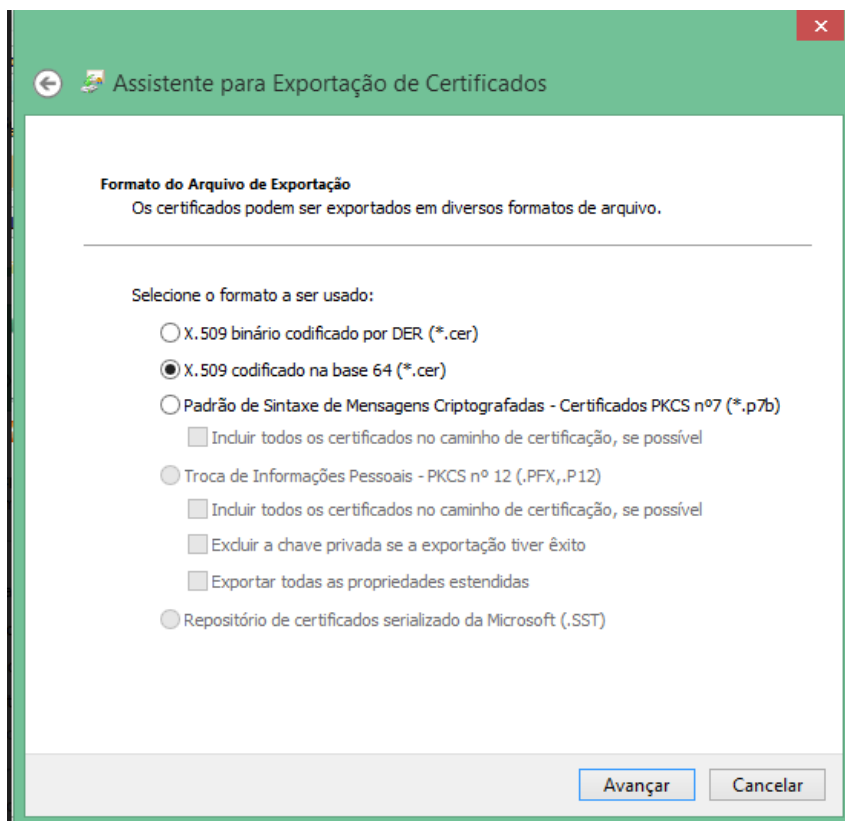 Assistente para Exportação de Certificados
Formato do Arquivo de Exportação
Os certificados podem ser exportados em diversos formatos de arquivo.
Selecione o formato a ser usado:
X.509 binário codificado por DER (*.cer)
X.509 codificado na base 64 (*.cer)
Padrão de Sintaxe de Mensagens Criptografadas - Certificados PKCS nº7 (*.p7b)
Incluir todos os certificados no caminho de certificação, se possível
Troca de Informações Pessoais - PKCS nº 12 (.PFX,.P12)
Incluir todos os certificados no caminho de certificação, se possível
Excluir a chave privada se a exportação tiver êxito
Exportar todas as propriedades estendidas
Repositório de certificados serializado da Microsoft (.SST)
Avançar Cancelar